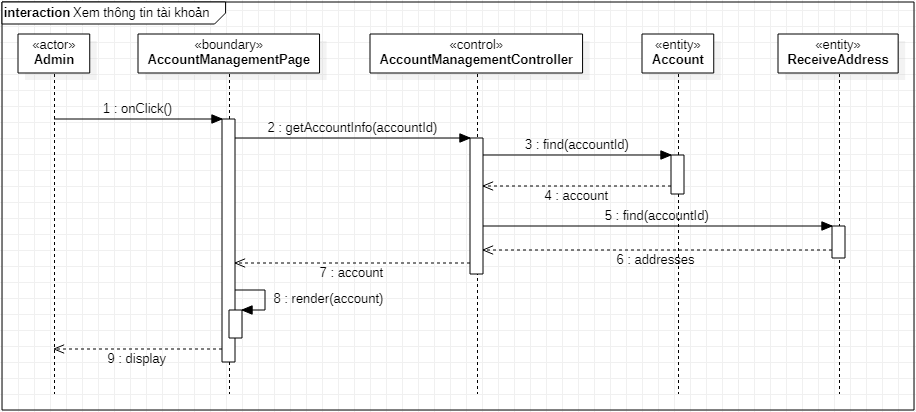 interaction Xem thông tin tài khoản
«actor»
Admin
«boundary»
AccountManagementPage
«control»
AccountManagementController
«entity»
Account
«entity»
ReceiveAddress
1 : onClick()
2 : getAccountInfo(accountId)
3 : find(accountId)
4 : account
5 : find(accountId)
6 : addresses
7 : account
8 : render(account)
9 : display